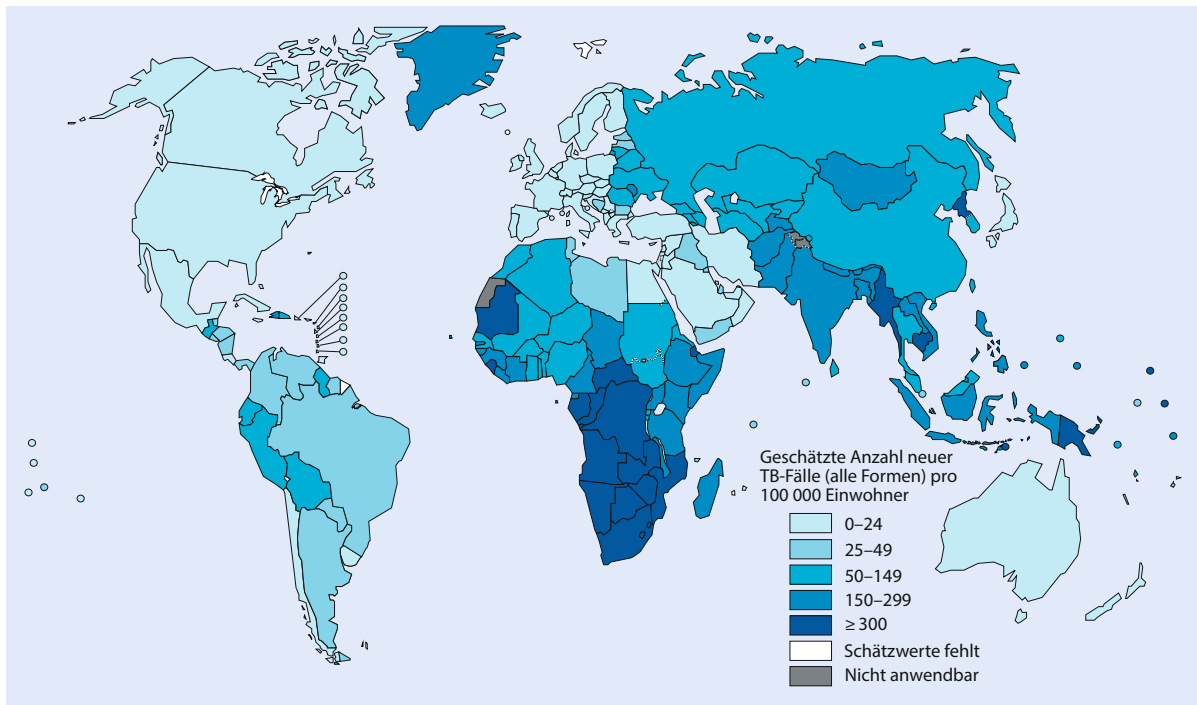 Geschätzte Anzahl neuer
TB-Fälle (alle Formen) pro
100 000 Einwohner
0–24
25–49
50–149
150–299
≥ 300
Schätzwerte fehlt
Nicht anwendbar